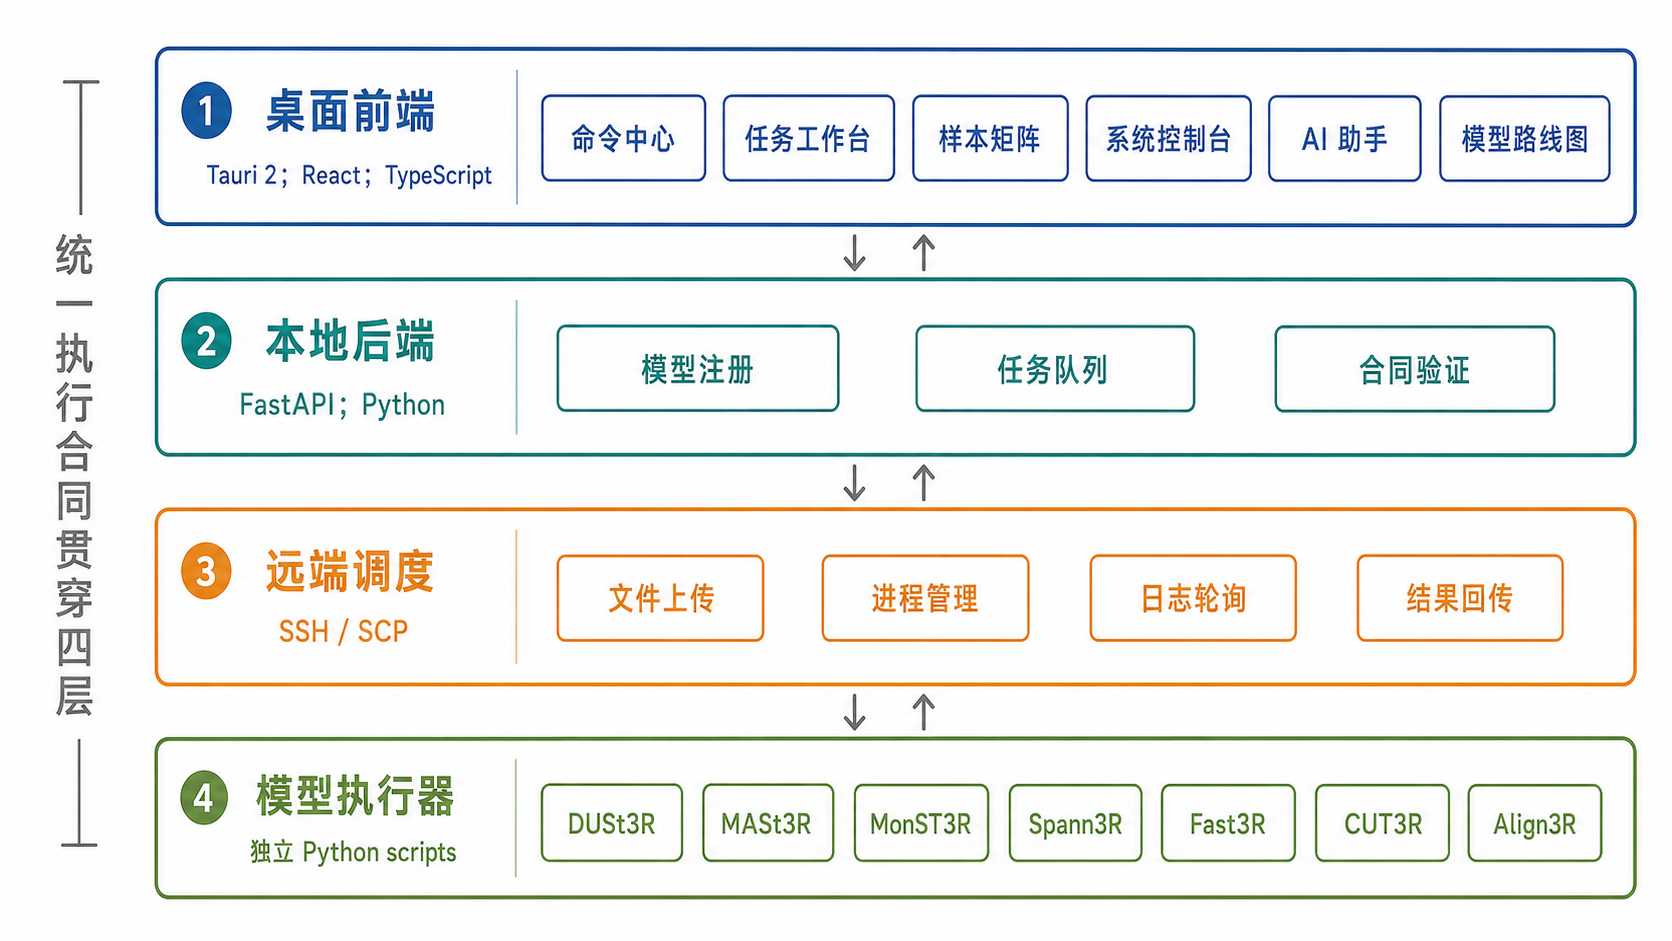 统一执行合同贯穿四层
1 桌面前端
Tauri 2；React；TypeScript
命令中心
任务工作台
样本矩阵
系统控制台
AI 助手
模型路线图
2 本地后端
FastAPI；Python
模型注册
任务队列
合同验证
3 远端调度
SSH / SCP
文件上传
进程管理
日志轮询
结果回传
4 模型执行器
独立 Python scripts
DUSt3R
MASt3R
MonST3R
Spann3R
Fast3R
CUT3R
Align3R